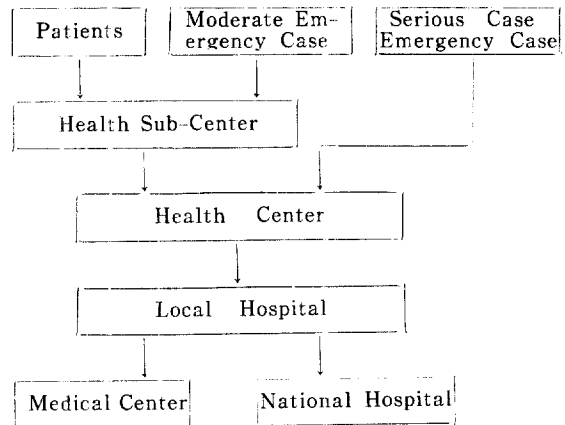 Patients
Moderate Em-
ergency Case
Serious Case
Emergency Case
Health Sub-Center
Health Center
Local Hospital
Medical Center
National Hospital